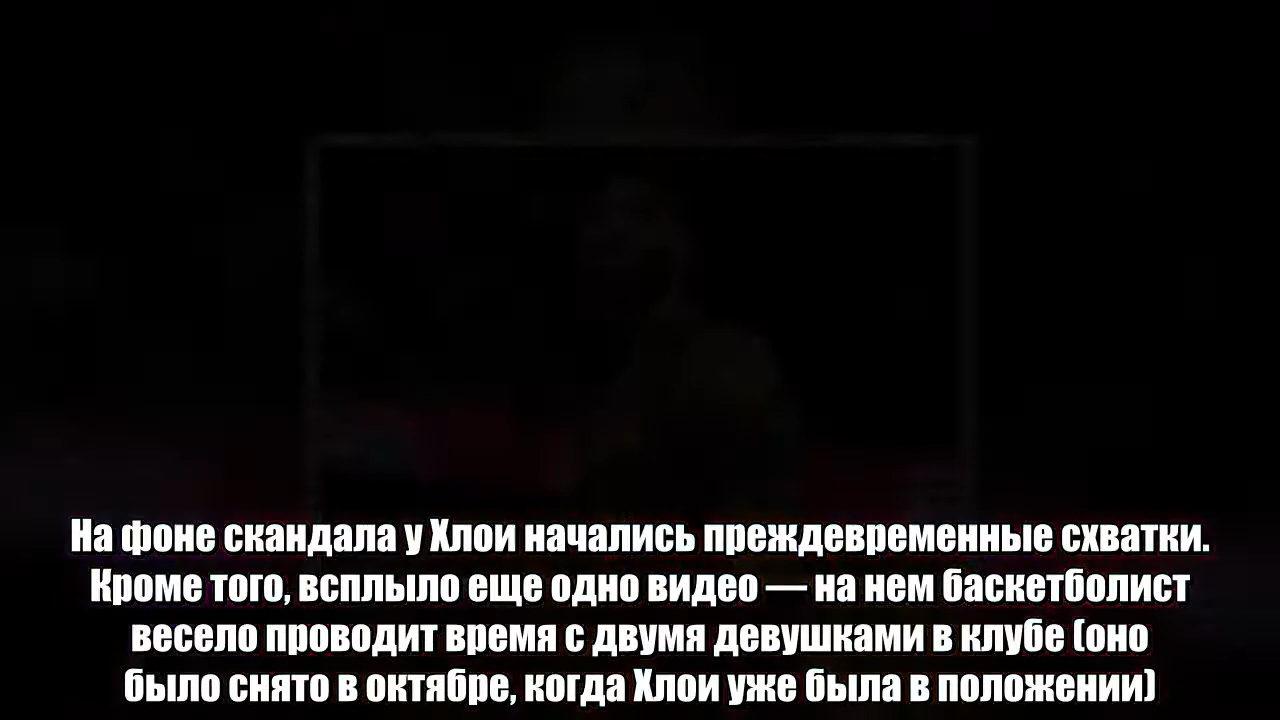 На фоне скандала у Хлои начались преждевременные схватки.
Кроме того, всплыло еще одно видео — на нем баскетболист
весело проводит время с двумя девушками в клубе (оно
было снято в октябре, когда Хлои уже была в положении)